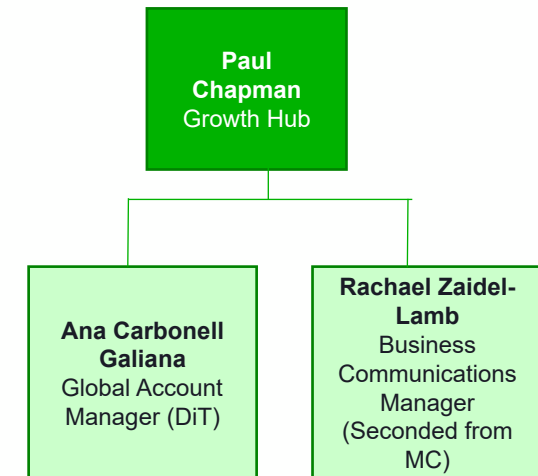 Paul
Chapman
Growth Hub
Ana Carbonell
Galiana
Global Account
Manager (DiT)
Rachael Zaidel-
Lamb
Business
Communications
Manager
(Seconded from
MC)